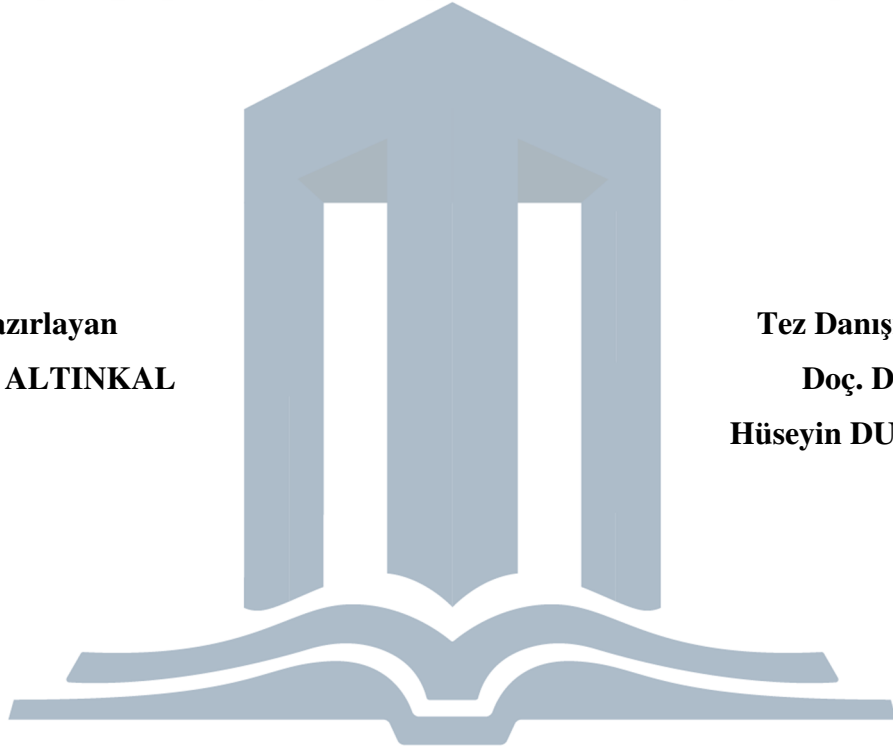 azırlayan
ALTINKAL
Tez Danış
Doç. D
Hüseyin DU